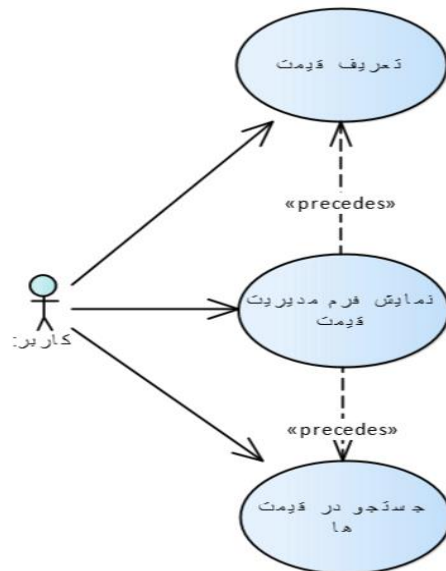 تعریف قیمت
«precedes»
نمایش فرم مدیریت
قیمت
کاربر:
«precedes»
جستجو در قیمت
ها